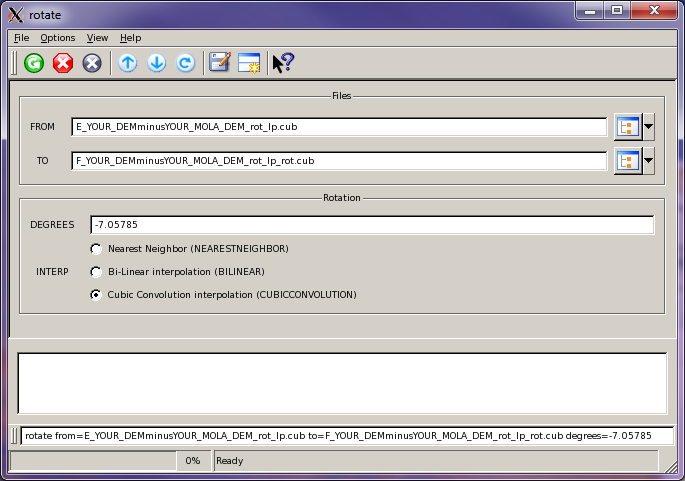 rotate
File Options View Help
Files
FROM E_YOUR_DEMminusYOUR_MOLA_DEM_rot_lp.cub
TO F_YOUR_DEMminusYOUR_MOLA_DEM_rot_lp_rot.cub
Rotation
DEGREES -7.05785
Nearest Neighbor (NEARESTNEIGHBOR)
INTERP Bi-Linear interpolation (BILINEAR)
Cubic Convolution interpolation (CUBICCONVOLUTION)
rotate from=E_YOUR_DEMminusYOUR_MOLA_DEM_rot_lp.cub to=F_YOUR_DEMminusYOUR_MOLA_DEM_rot_lp_rot.cub degrees=-7.05785
0% Ready